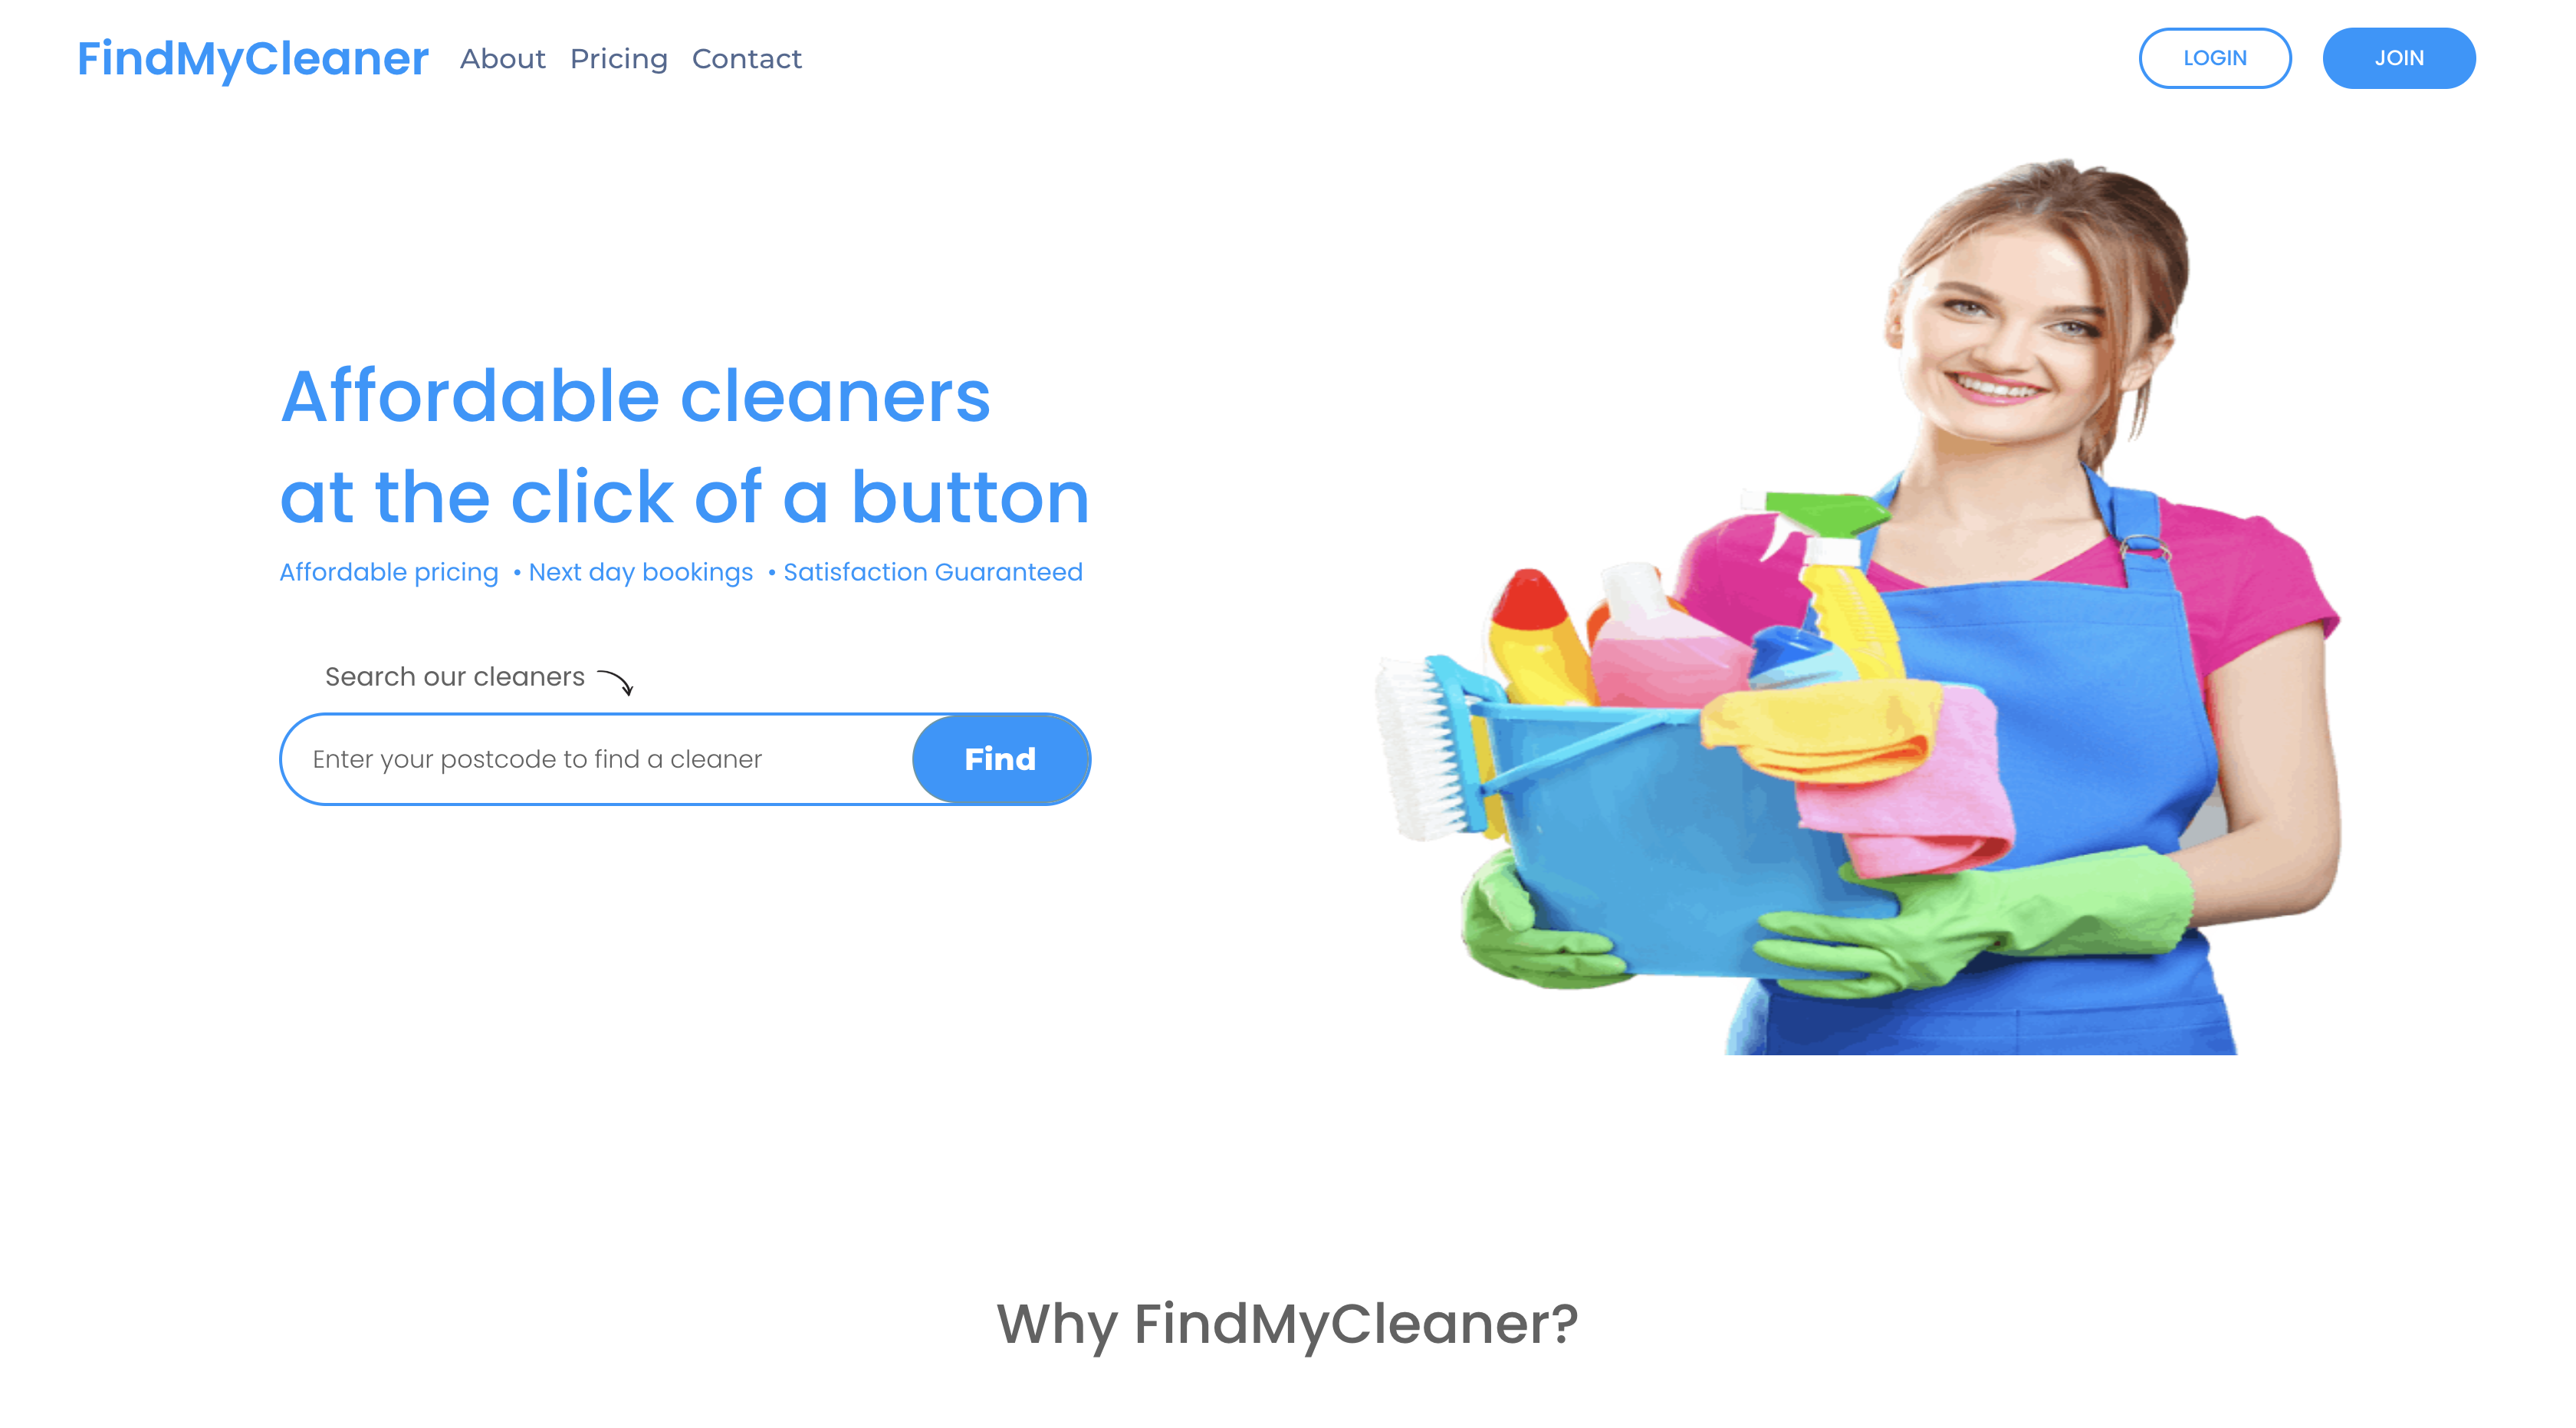 FindMyCleaner About Pricing Contact LOGIN JOIN
Affordable cleaners
at the click of a button
Affordable pricing • Next day bookings • Satisfaction Guaranteed
Search our cleaners
Enter your postcode to find a cleaner Find
Why FindMyCleaner?